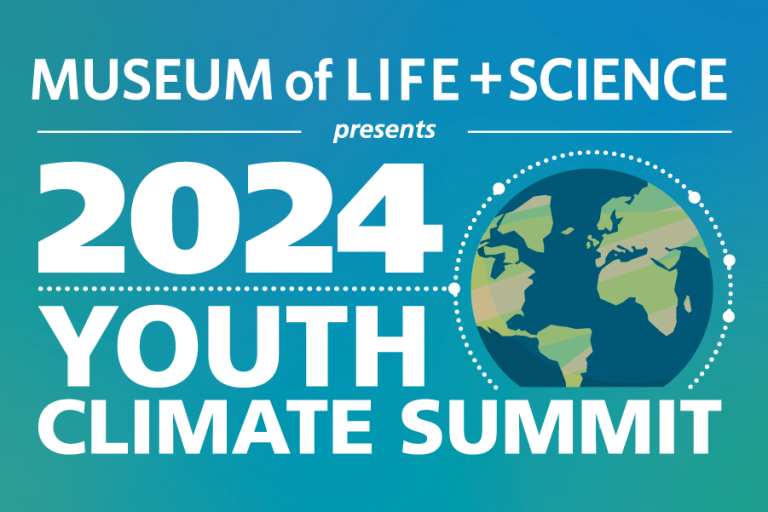 MUSEUM of LIFE + SCIENCE
presents
2024
YOUTH
CLIMATE SUMMIT